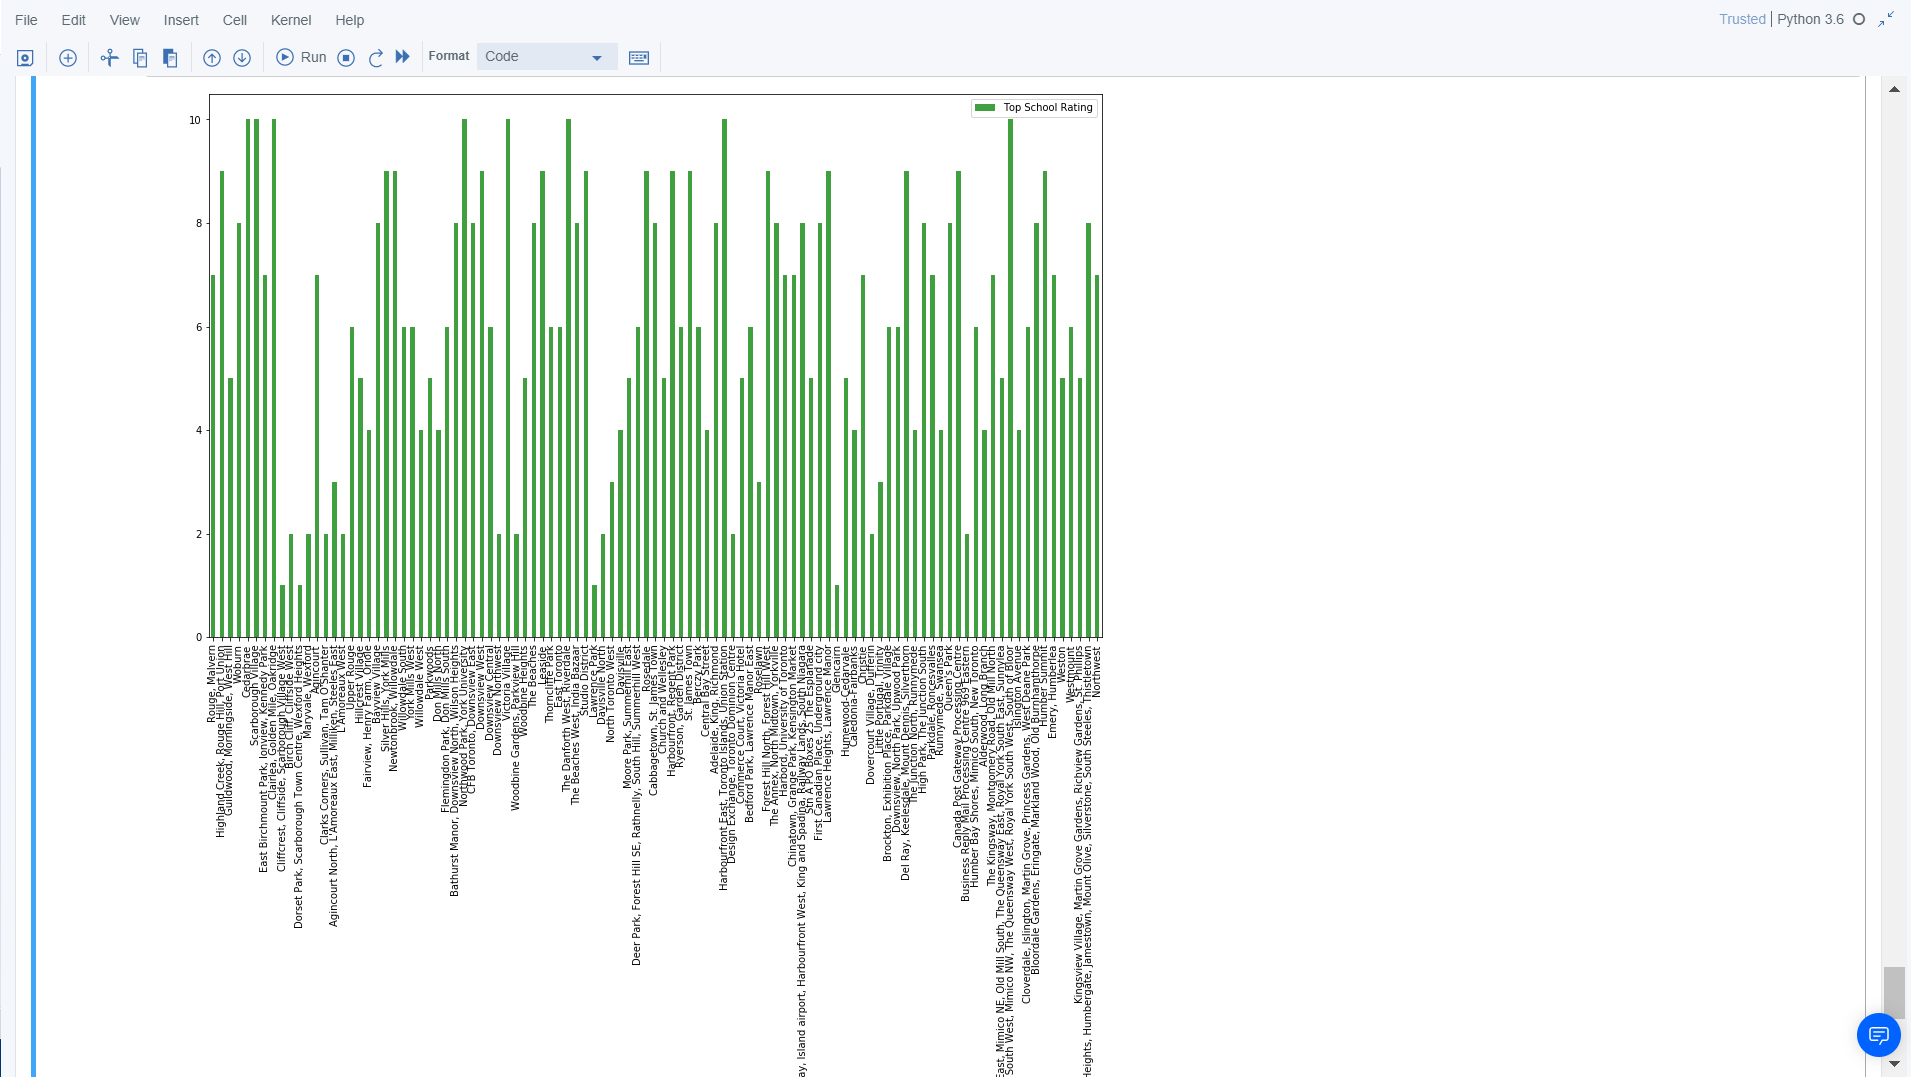 File Edit View Insert Cell Kernel Help
Trusted | Python 3.6
Run
Format
Code
Top School Rating
10
8
6
4
2
0
Rouge, Malvern
Highland Creek, Rouge Hill, Port Union
Guildwood, Morningside, West Hill
Woburn
Cedarbrae
Scarborough Village
East Birchmount Park, Ionview, Kennedy Park
Clairlea, Golden Mile, Oakridge
Cliffcrest, Cliffside, Scarborough Village West
Birch Cliff, Cliffside West
Dorset Park, Scarborough Town Centre, Wexford Heights
Maryvale, Wexford
Agincourt
Clarks Corners, Sullivan, Tam O'Shanter
Agincourt North, L'Amoreaux East, Milliken, Steeles East
L'Amoreaux West
Upper Rouge
Hillcrest Village
Fairview, Henry Farm, Oriole
Bayview Village
Silver Hills, York Mills
Newtonbrook, Willowdale
Willowdale South
York Mills West
Willowdale West
Parkwoods
Don Mills North
Flemingdon Park, Don Mills South
Bathurst Manor, Downsview North, Wilson Heights
Northwood Park, York University
CFB Toronto, Downsview East
Downsview West
Downsview Central
Downsview Northwest
Victoria Village
Woodbine Gardens, Parkview Hill
Woodbine Heights
The Beaches
Leaside
Thorncliffe Park
East Toronto
The Danforth West, Riverdale
The Beaches West, India Bazaar
Studio District
Lawrence Park
Davisville North
North Toronto West
Davisville
Moore Park, Summerhill East
Deer Park, Forest Hill SE, Rathnelly, South Hill, Summerhill West
Rosedale
Cabbagetown, St. James Town
Church and Wellesley
Harbourfront, Regent Park
Ryerson, Garden District
St. James Town
Berczy Park
Central Bay Street
Adelaide, King, Richmond
Harbourfront East, Toronto Islands, Union Station
Design Exchange, Toronto Dominion Centre
Commerce Court, Victoria Hotel
Bedford Park, Lawrence Manor East
Roselawn
Forest Hill North, Forest Hill West
The Annex, North Midtown, Yorkville
Harbord, University of Toronto
Chinatown, Grange Park, Kensington Market
ay, Island airport, Harbourfront West, King and Spadina, Railway Lands, South Niagara
Stn A PO Boxes 25 The Esplanade
First Canadian Place, Underground city
Lawrence Heights, Lawrence Manor
Glencairn
Humewood-Cedarvale
Caledonia-Fairbanks
Christie
Dovercourt Village, Dufferin
Little Portugal, Trinity
Brockton, Exhibition Place, Parkdale Village
Downsview, North Park, Upwood Park
Del Ray, Keelesdale, Mount Dennis, Silverthorn
The Junction North, Runnymede
High Park, The Junction South
Parkdale, Roncesvalles
Runnymede, Swansea
Queen's Park
Canada Post Gateway Processing Centre
Business Reply Mail Processing Centre 969 Eastern
Humber Bay Shores, Mimico South, New Toronto
Alderwood, Long Branch
The Kingsway, Montgomery Road, Old Mill North
East, Mimico NE, Old Mill South, The Queensway East, Royal York South East, Sunnylea
South West, Mimico NW, The Queensway West, Royal York South West, South of Bloor
Islington Avenue
Cloverdale, Islington, Martin Grove, Princess Gardens, West Deane Park
Bloordale Gardens, Eringate, Markland Wood, Old Burnhamthorpe
Humber Summit
Emery, Humberlea
Weston
Westmount
Kingsview Village, Martin Grove Gardens, Richview Gardens, St. Phillips
Heights, Humbergate, Jamestown, Mount Olive, Silverstone, South Steeles, Thistletown
Northwest